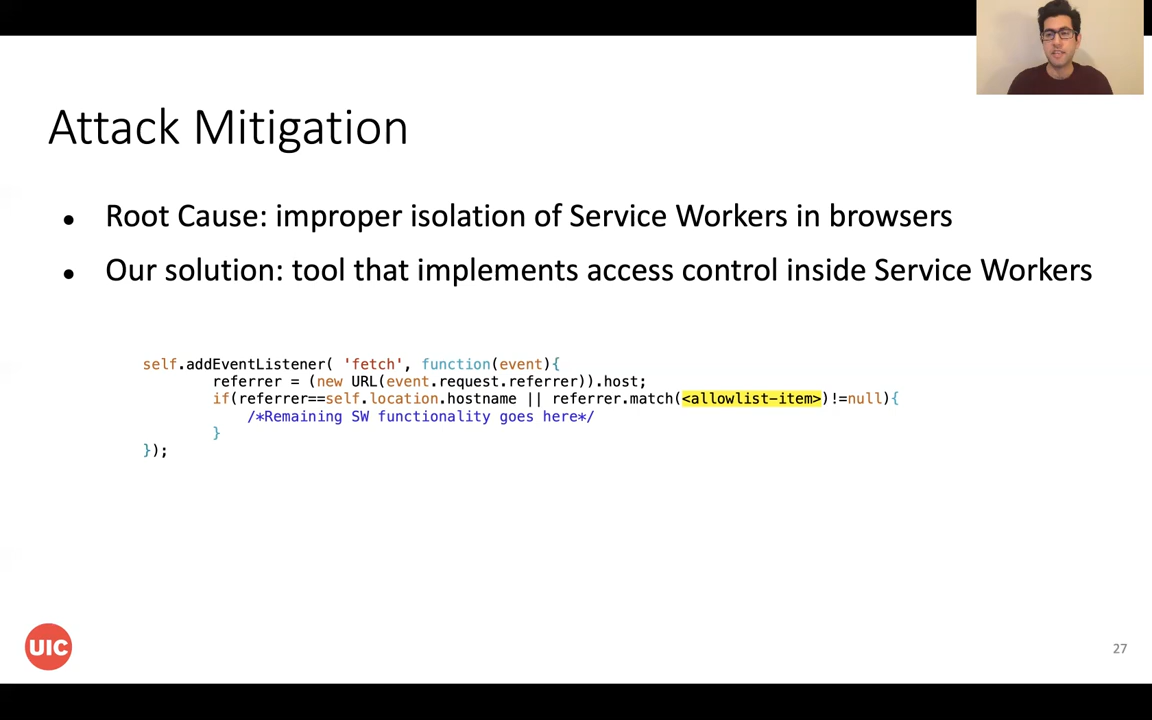 Attack Mitigation
● Root Cause: improper isolation of Service Workers in browsers
● Our solution: tool that implements access control inside Service Workers
self.addEventListener( 'fetch', function(event){
referrer = (new URL(event.request.referrer)).host;
if(referrer==self.location.hostname || referrer.match(<allowlist-item>)!=null){
/*Remaining SW functionality goes here*/
}
});
UIC
27